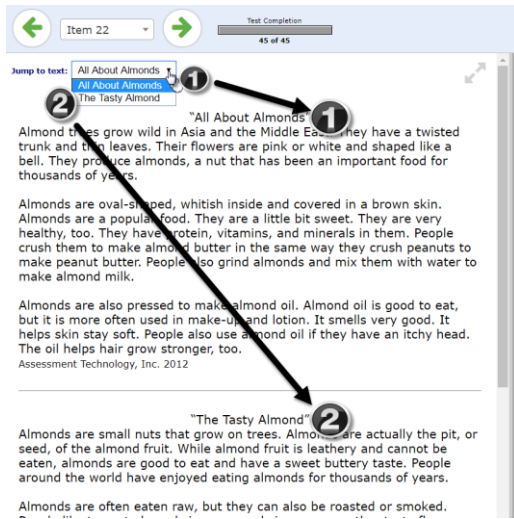 Item 22
Test Completion
45 of 45
Jump to text: All About Almonds
1
All About Almonds
The Tasty Almond
2
"All About Almonds" 1
Almond trees grow wild in Asia and the Middle East. They have a twisted
trunk and thin leaves. Their flowers are pink or white and shaped like a
bell. They produce almonds, a nut that has been an important food for
thousands of years.
Almonds are oval-shaped, whitish inside and covered in a brown skin.
Almonds are a popular food. They are a little bit sweet. They are very
healthy, too. They have protein, vitamins, and minerals in them. People
crush them to make almond butter in the same way they crush peanuts to
make peanut butter. People also grind almonds and mix them with water to
make almond milk.
Almonds are also pressed to make almond oil. Almond oil is good to eat,
but it is more often used in make-up and lotion. It smells very good. It
helps skin stay soft. People also use almond oil if they have an itchy head.
The oil helps hair grow stronger, too.
Assessment Technology, Inc. 2012
"The Tasty Almond" 2
Almonds are small nuts that grow on trees. Almonds are actually the pit, or
seed, of the almond fruit. While almond fruit is leathery and cannot be
eaten, almonds are good to eat and have a sweet buttery taste. People
around the world have enjoyed eating almonds for thousands of years.
Almonds are often eaten raw, but they can also be roasted or smoked.